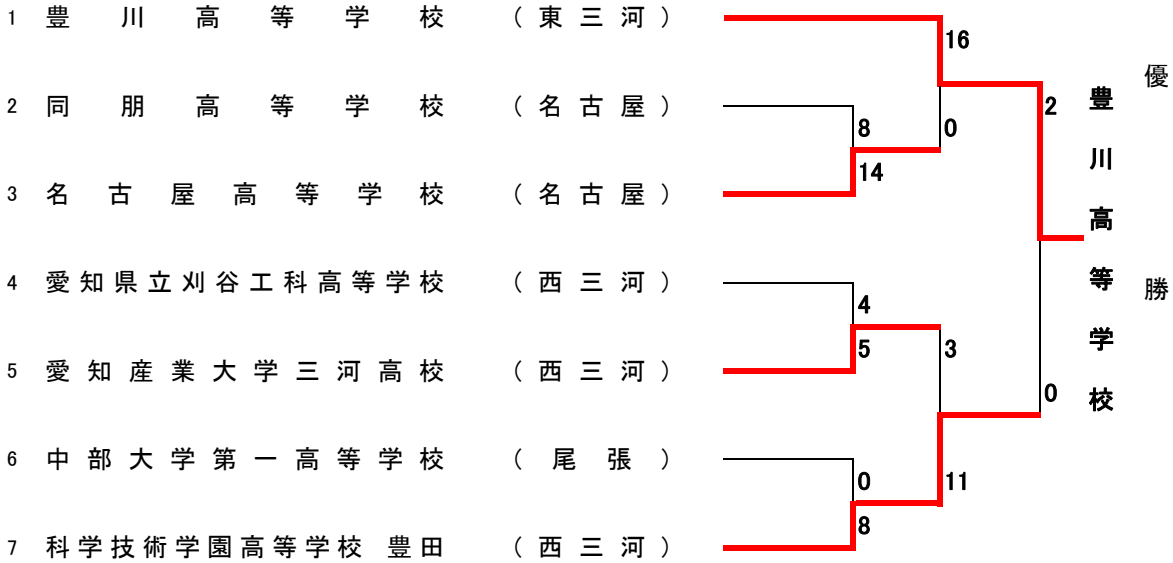 1 豊川高等学校 (東三河)
2 同朋高等学校 (名古屋)
3 名古屋高等学校 (名古屋)
4 愛知県立刈谷工科高等学校 (西三河)
5 愛知産業大学三河高校 (西三河)
6 中部大学第一高等学校 (尾張)
7 科学技術学園高等学校 豊田 (西三河)
8
14
4
5
0
8
16
0
3
11
2
0
豊川高等学校
優勝